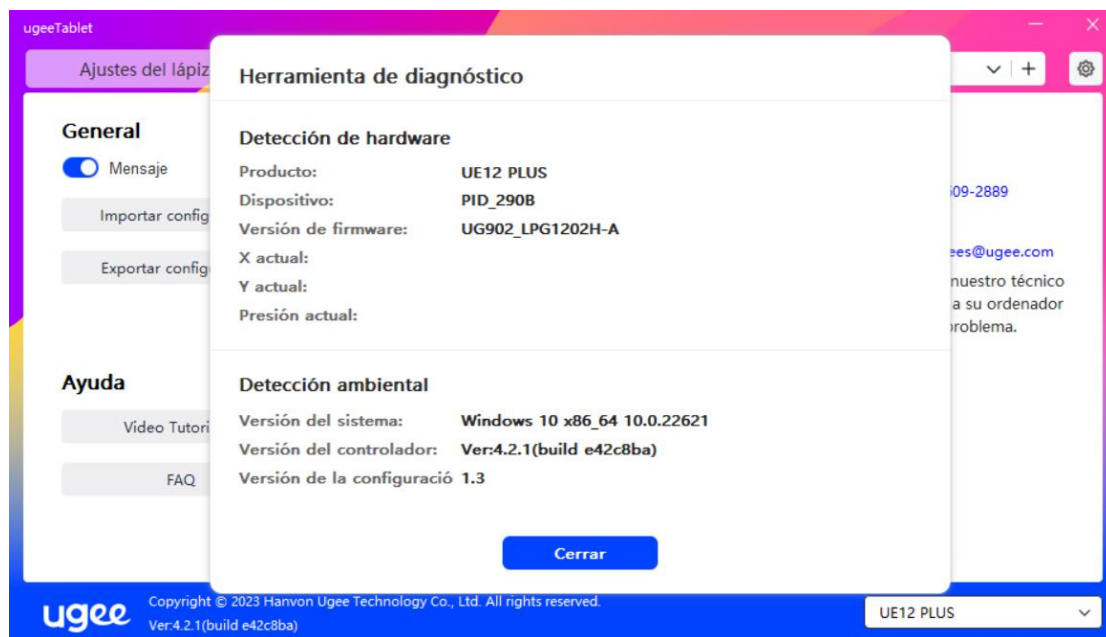 ugeeTablet
Ajustes del lápiz
General
Mensaje
Importar config
Exportar config
Ayuda
Video Tutori
FAQ
Herramienta de diagnóstico
Detección de hardware
Producto: UE12 PLUS
Dispositivo: PID_290B
Versión de firmware: UG902_LPG1202H-A
X actual:
Y actual:
Presión actual:
Detección ambiental
Versión del sistema: Windows 10 x86_64 10.0.22621
Versión del controlador: Ver:4.2.1(build e42c8ba)
Versión de la configuració 1.3
Cerrar
09-2889
ees@ugee.com
nuestro técnico
a su ordenador
problema.
ugee
Copyright © 2023 Hanvon Ugee Technology Co., Ltd. All rights reserved.
Ver:4.2.1(build e42c8ba)
UE12 PLUS